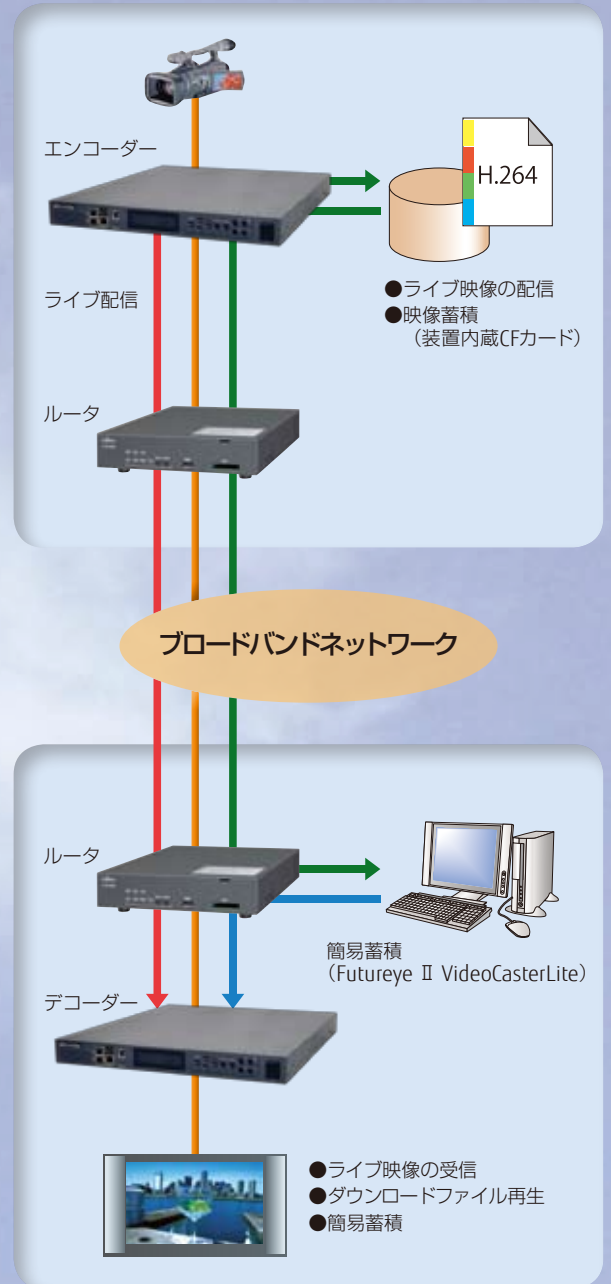 エンコーダー
H.264
ライブ配信
●ライブ映像の配信
●映像蓄積
（装置内蔵CFカード）
ルータ
ブロードバンドネットワーク
ルータ
簡易蓄積
（Futureye Ⅱ VideoCasterLite）
デコーダー
●ライブ映像の受信
●ダウンロードファイル再生
●簡易蓄積